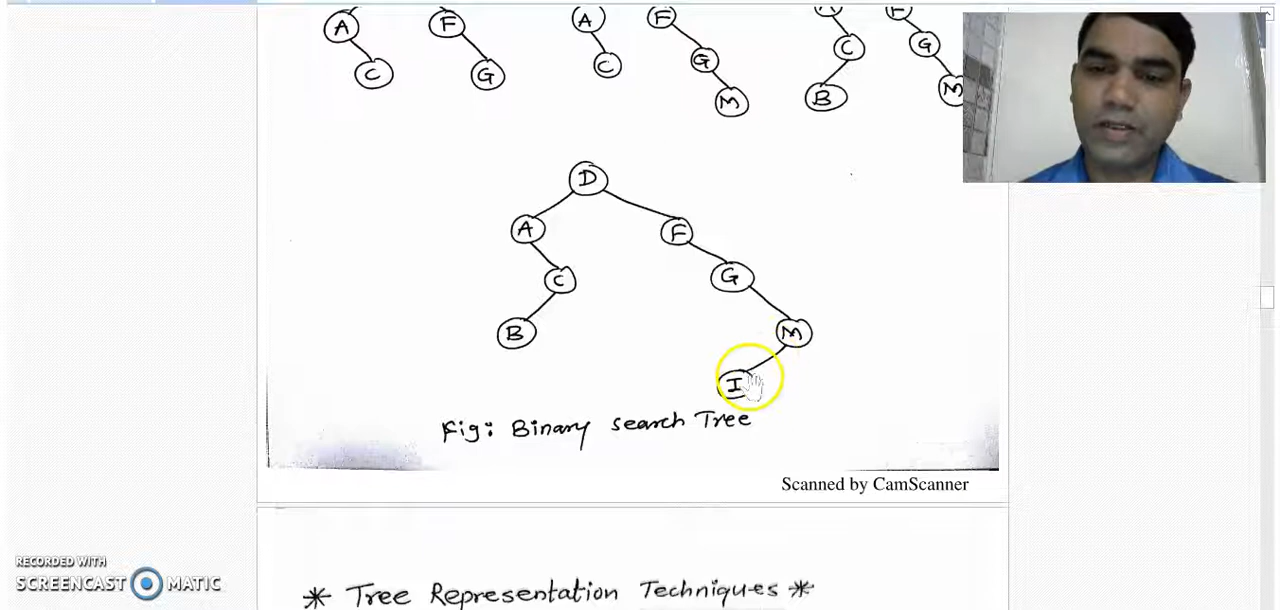 A F A F A F
C G C G C G
M B M
D
A F
C G
B M
I
Fig: Binary search Tree
Scanned by CamScanner
RECORDED WITH
SCREENCAST MATIC
* Tree Representation Techniques *